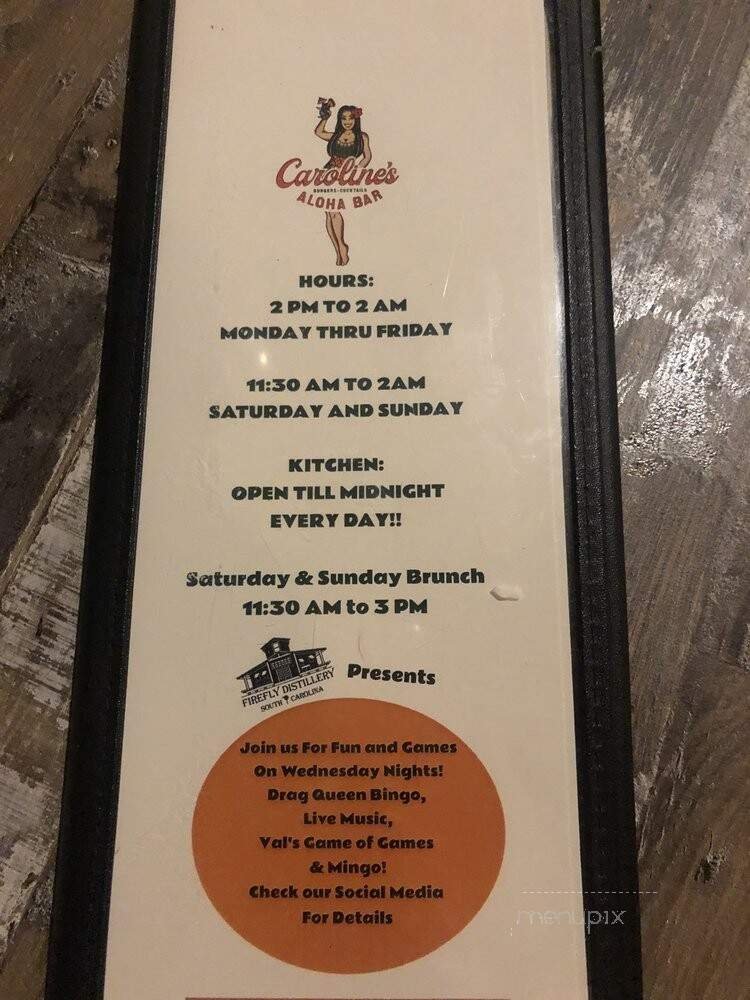 Caroline's
BURGERS-COCKTAILS
ALOHA BAR
HOURS:
2 PM TO 2 AM
MONDAY THRU FRIDAY
11:30 AM TO 2AM
SATURDAY AND SUNDAY
KITCHEN:
OPEN TILL MIDNIGHT
EVERY DAY!!
Saturday & Sunday Brunch
11:30 AM to 3 PM
FIREFLY DISTILLERY
SOUTH CAROLINA
Presents
Join us For Fun and Games
On Wednesday Nights!
Drag Queen Bingo,
Live Music,
Val's Game of Games
& Mingo!
Check our Social Media
For Details
menupix